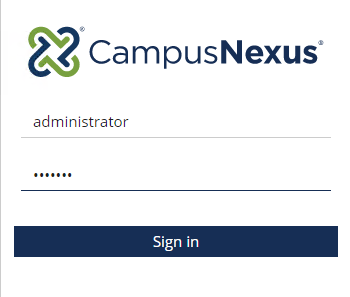 CampusNexus®
administrator
•••••••
Sign in